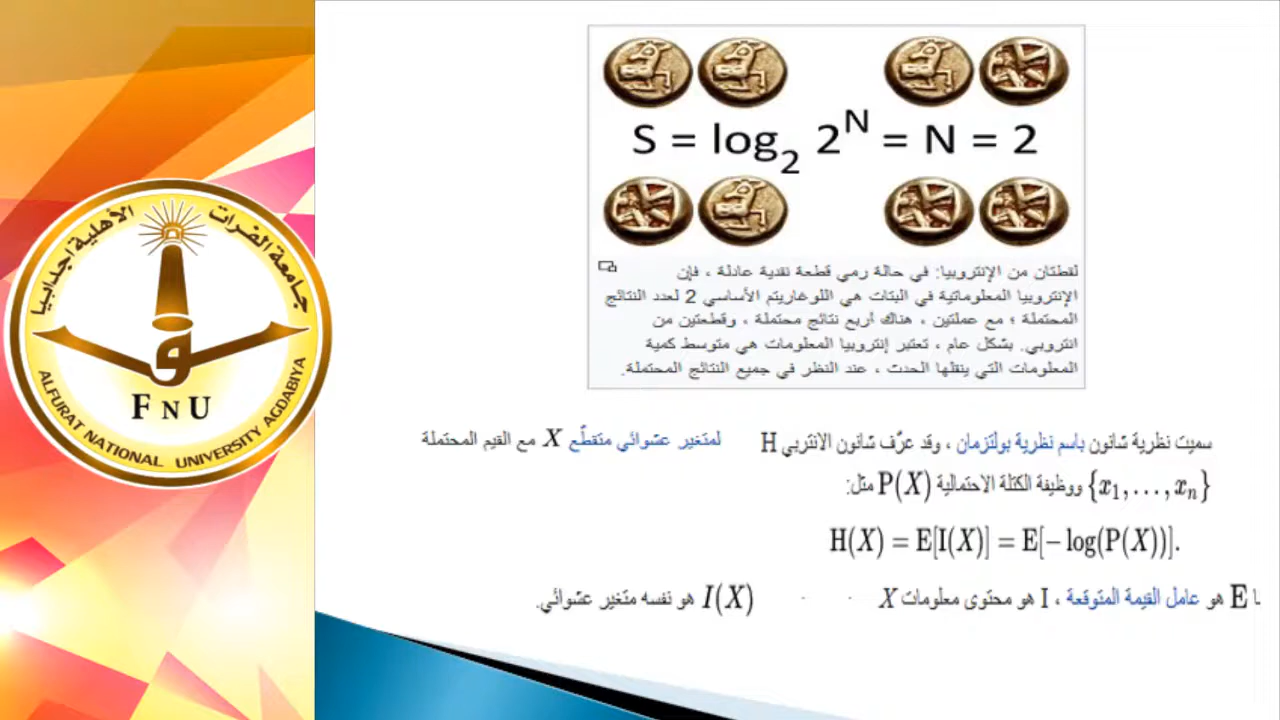 جامعة الفرات الأهلية اجدابيا
FNU
ALFURAT NATIONAL UNIVERSITY AGDABIYA
S = log₂ 2^N = N = 2
لقطتان من الإنتروبيا: في حالة رمي قطعة نقدية عادلة ، فإن
الإنتروبيا المعلوماتية في البتات هي اللوغاريتم الأساسي 2 لعدد النتائج
المحتملة ؛ مع عملتين ، هناك أربع نتائج محتملة ، وقطعتين من
انتروبي. بشكل عام ، تعتبر إنتروبيا المعلومات هي متوسط كمية
المعلومات التي ينقلها الحدث ، عند النظر في جميع النتائج المحتملة.
سميت نظرية شانون باسم نظرية بولتزمان ، وقد عرّف شانون الانتربي H لمتغير عشوائي متقطّع X مع القيم المحتملة
{x₁,…,xₙ} ووظيفة الكتلة الاحتمالية P(X) مثل:
H(X) = E[I(X)] = E[− log(P(X))].
E هو عامل القيمة المتوقعة ، I هو محتوى معلومات X I(X) هو نفسه متغير عشوائي.